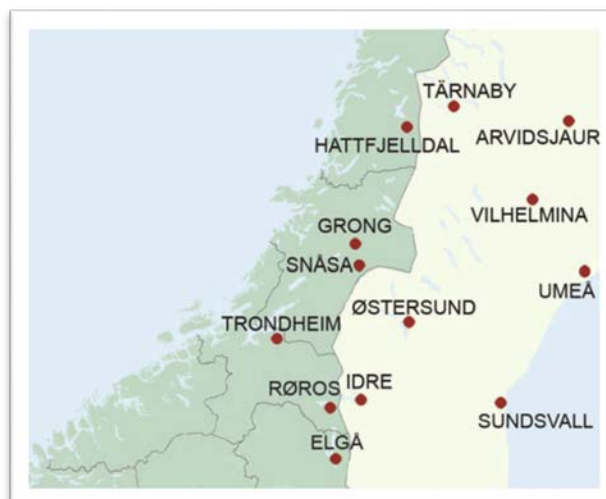 TÄRNABY
ARVIDSJAUR
HATTFJELLDAL
VILHELMINA
GRONG
SNÅSA
UMEÅ
ØSTERSUND
TRONDHEIM
RØROS
IDRE
SUNDSVALL
ELGÅ